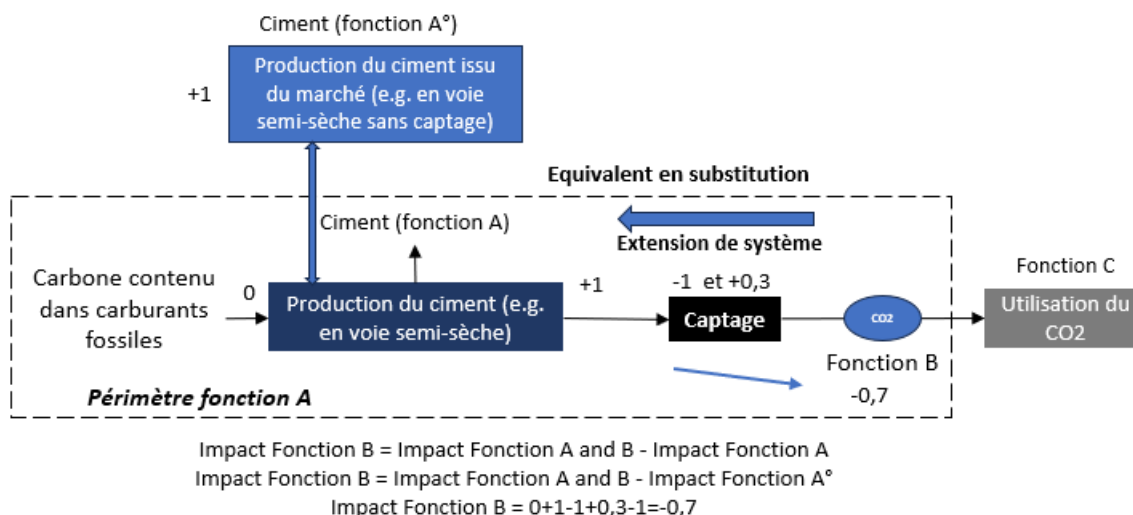 Ciment (fonction A°)
Production du ciment issu
du marché (e.g. en voie
semi-sèche sans captage)
+1
Equivalent en substitution
Extension de système
Ciment (fonction A)
Carbone contenu
dans carburants
fossiles
0
Production du ciment (e.g.
en voie semi-sèche)
+1
-1 et +0,3
Captage
CO2
Fonction B
-0,7
Fonction C
Utilisation du
CO2
Périmètre fonction A
Impact Fonction B = Impact Fonction A and B - Impact Fonction A
Impact Fonction B = Impact Fonction A and B - Impact Fonction A°
Impact Fonction B = 0+1-1+0,3-1=-0,7